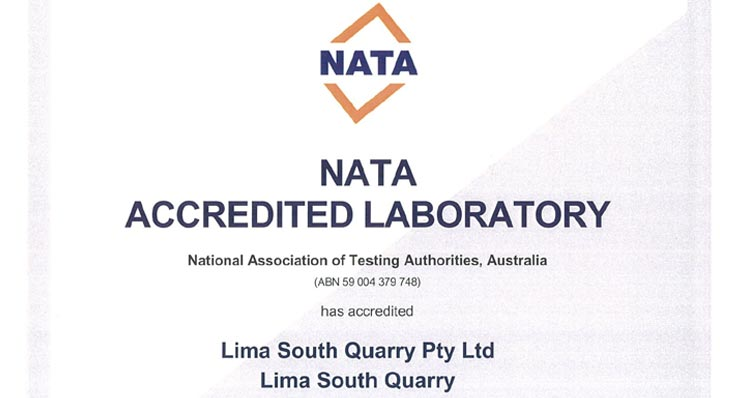 NATA
NATA
ACCREDITED LABORATORY
National Association of Testing Authorities, Australia
(ABN 59 004 379 748)
has accredited
Lima South Quarry Pty Ltd
Lima South Quarry